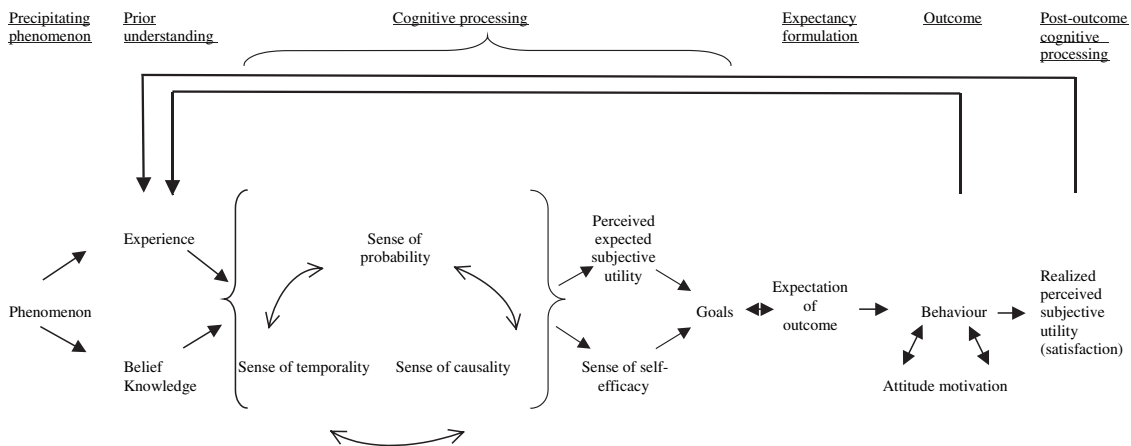 Precipitating
phenomenon
Prior
understanding
Cognitive processing
Expectancy
formulation
Outcome
Post-outcome
cognitive
processing
Phenomenon
Experience
Belief
Knowledge
Sense of
probability
Sense of temporality
Sense of causality
Perceived
expected
subjective
utility
Sense of self-
efficacy
Goals
Expectation
of
outcome
Behaviour
Attitude motivation
Realized
perceived
subjective
utility
(satisfaction)